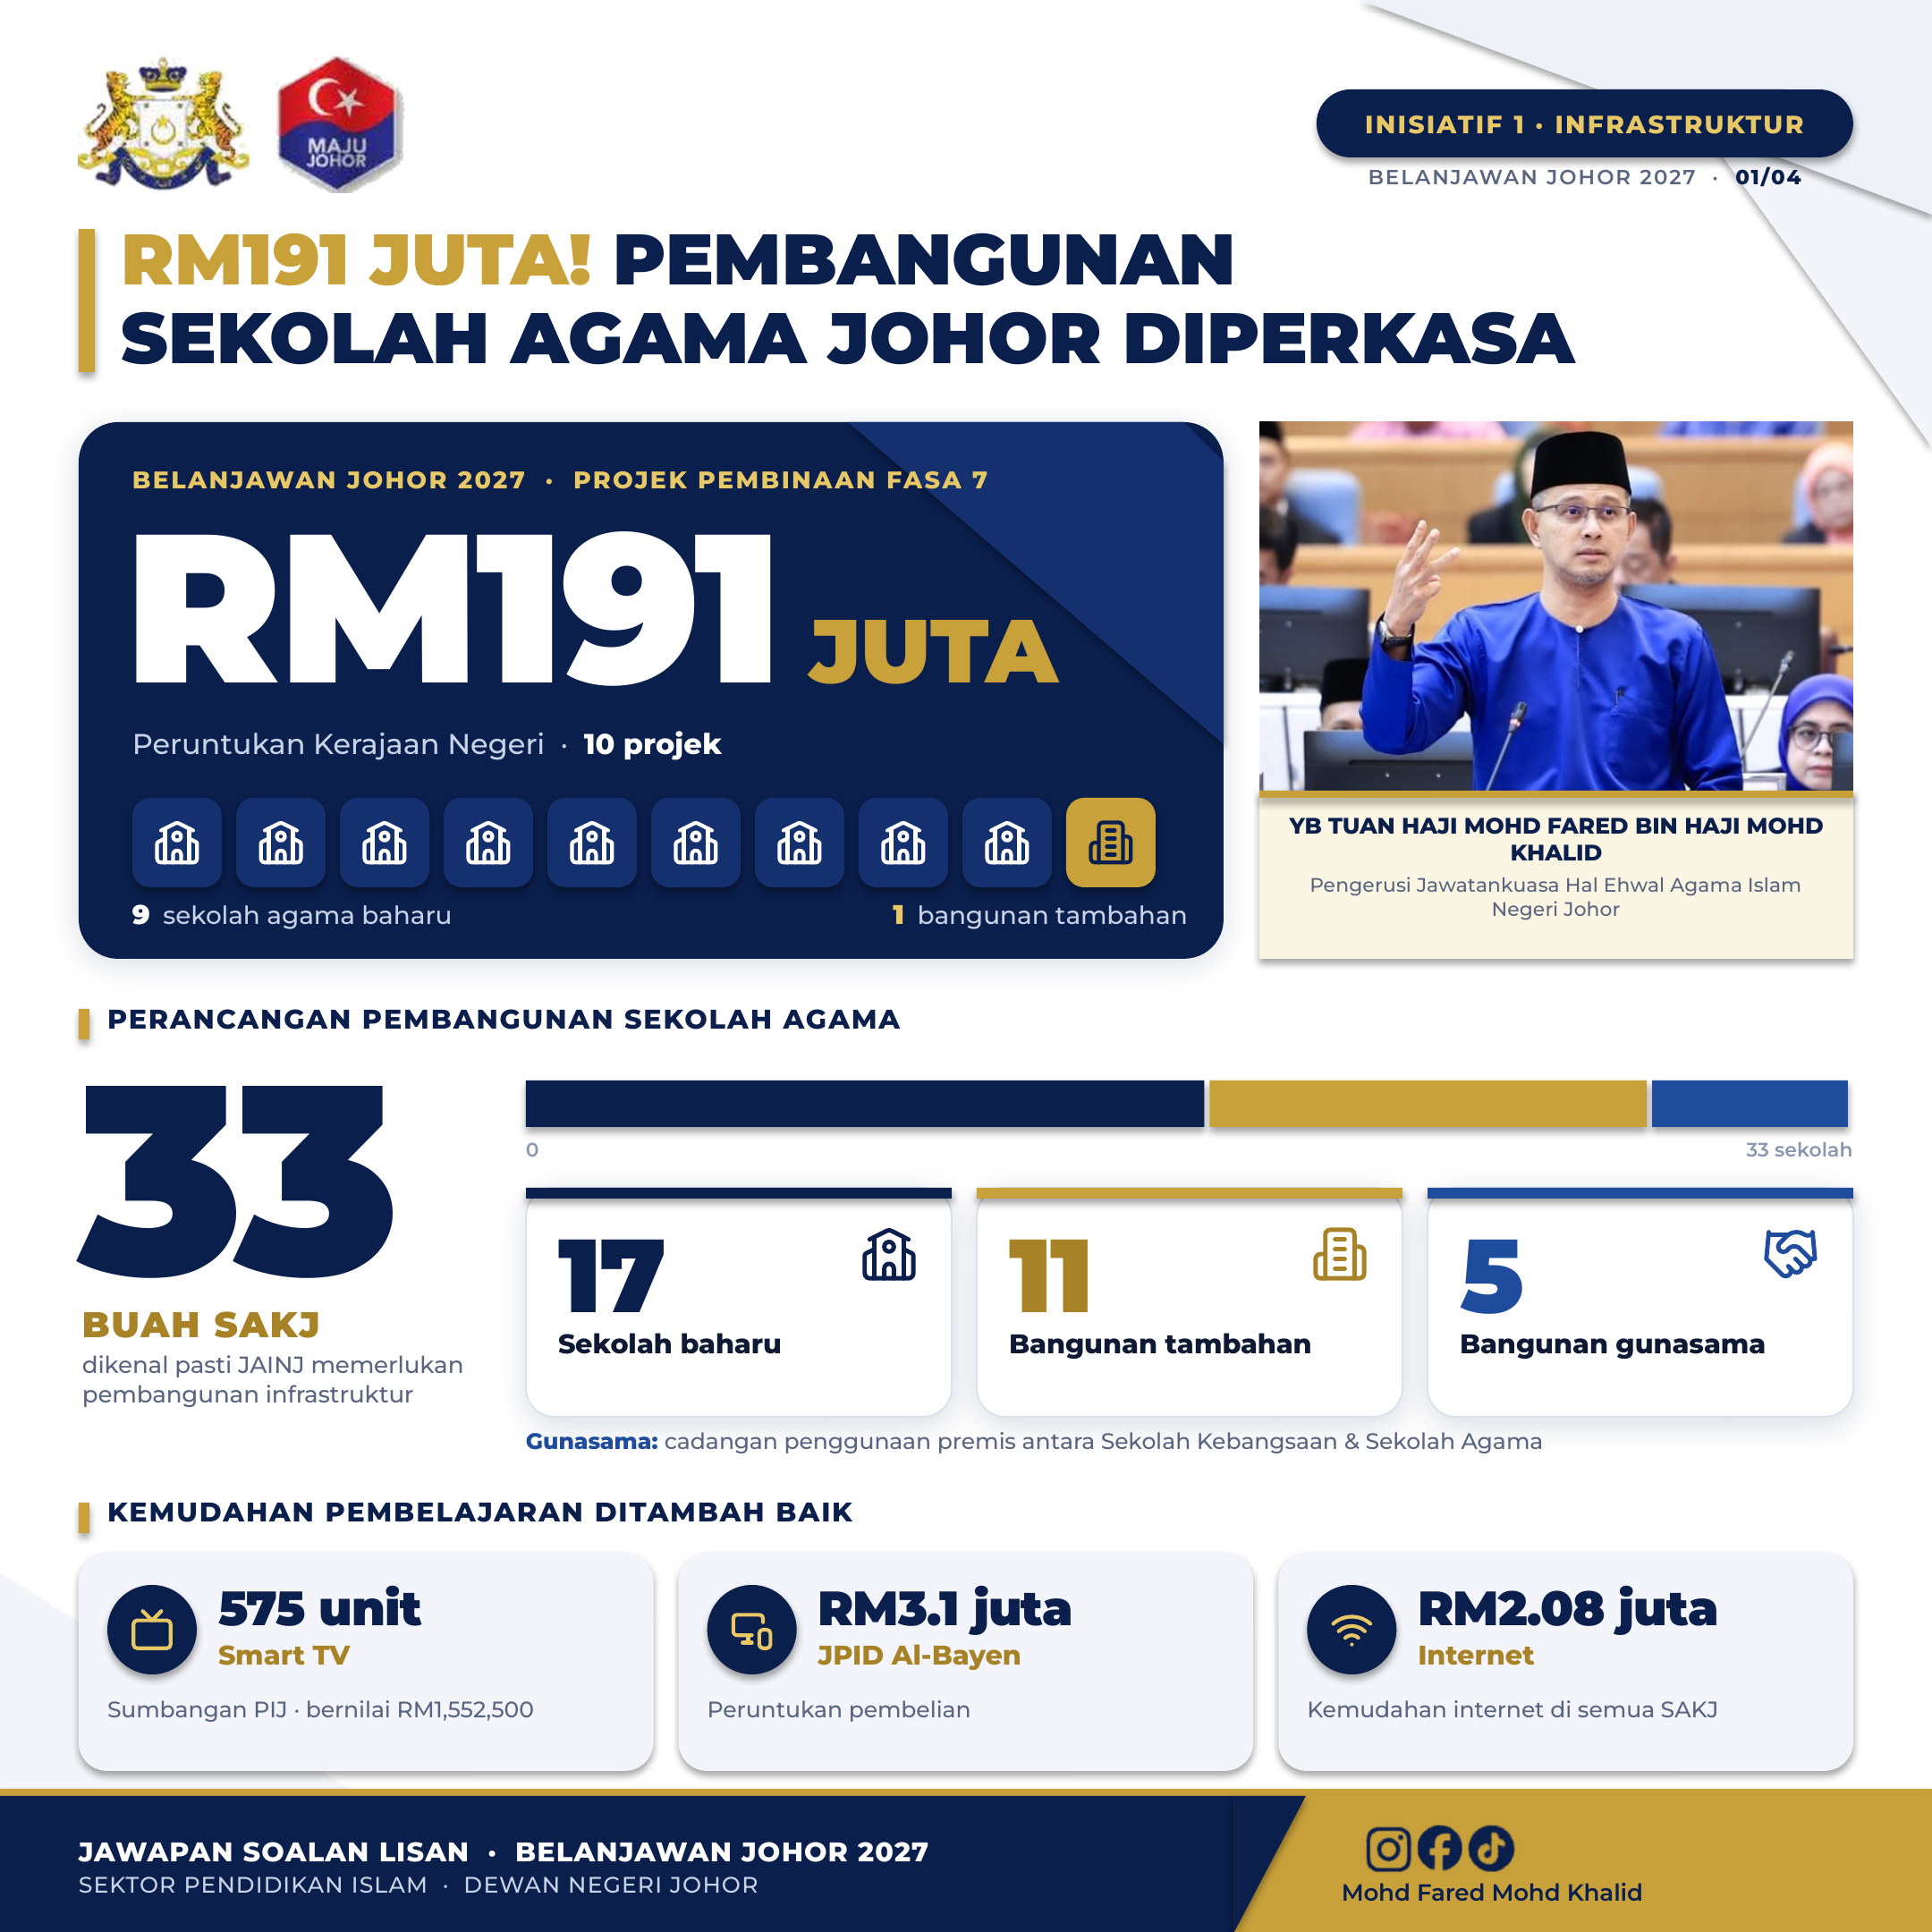 MAJU
JOHOR
INISIATIF 1 · INFRASTRUKTUR
BELANJAWAN JOHOR 2027 · 01/04
RM191 JUTA! PEMBANGUNAN
SEKOLAH AGAMA JOHOR DIPERKASA
BELANJAWAN JOHOR 2027 · PROJEK PEMBINAAN FASA 7
RM191 JUTA
Peruntukan Kerajaan Negeri · 10 projek
9 sekolah agama baharu
1 bangunan tambahan
YB TUAN HAJI MOHD FARED BIN HAJI MOHD
KHALID
Pengerusi Jawatankuasa Hal Ehwal Agama Islam
Negeri Johor
PERANCANGAN PEMBANGUNAN SEKOLAH AGAMA
33
BUAH SAKJ
dikenal pasti JAINJ memerlukan
pembangunan infrastruktur
0
33 sekolah
17
Sekolah baharu
11
Bangunan tambahan
5
Bangunan gunasama
Gunasama: cadangan penggunaan premis antara Sekolah Kebangsaan & Sekolah Agama
KEMUDAHAN PEMBELAJARAN DITAMBAH BAIK
575 unit
Smart TV
Sumbangan PIJ · bernilai RM1,552,500
RM3.1 juta
JPID Al-Bayen
Peruntukan pembelian
RM2.08 juta
Internet
Kemudahan internet di semua SAKJ
JAWAPAN SOALAN LISAN · BELANJAWAN JOHOR 2027
SEKTOR PENDIDIKAN ISLAM · DEWAN NEGERI JOHOR
Mohd Fared Mohd Khalid